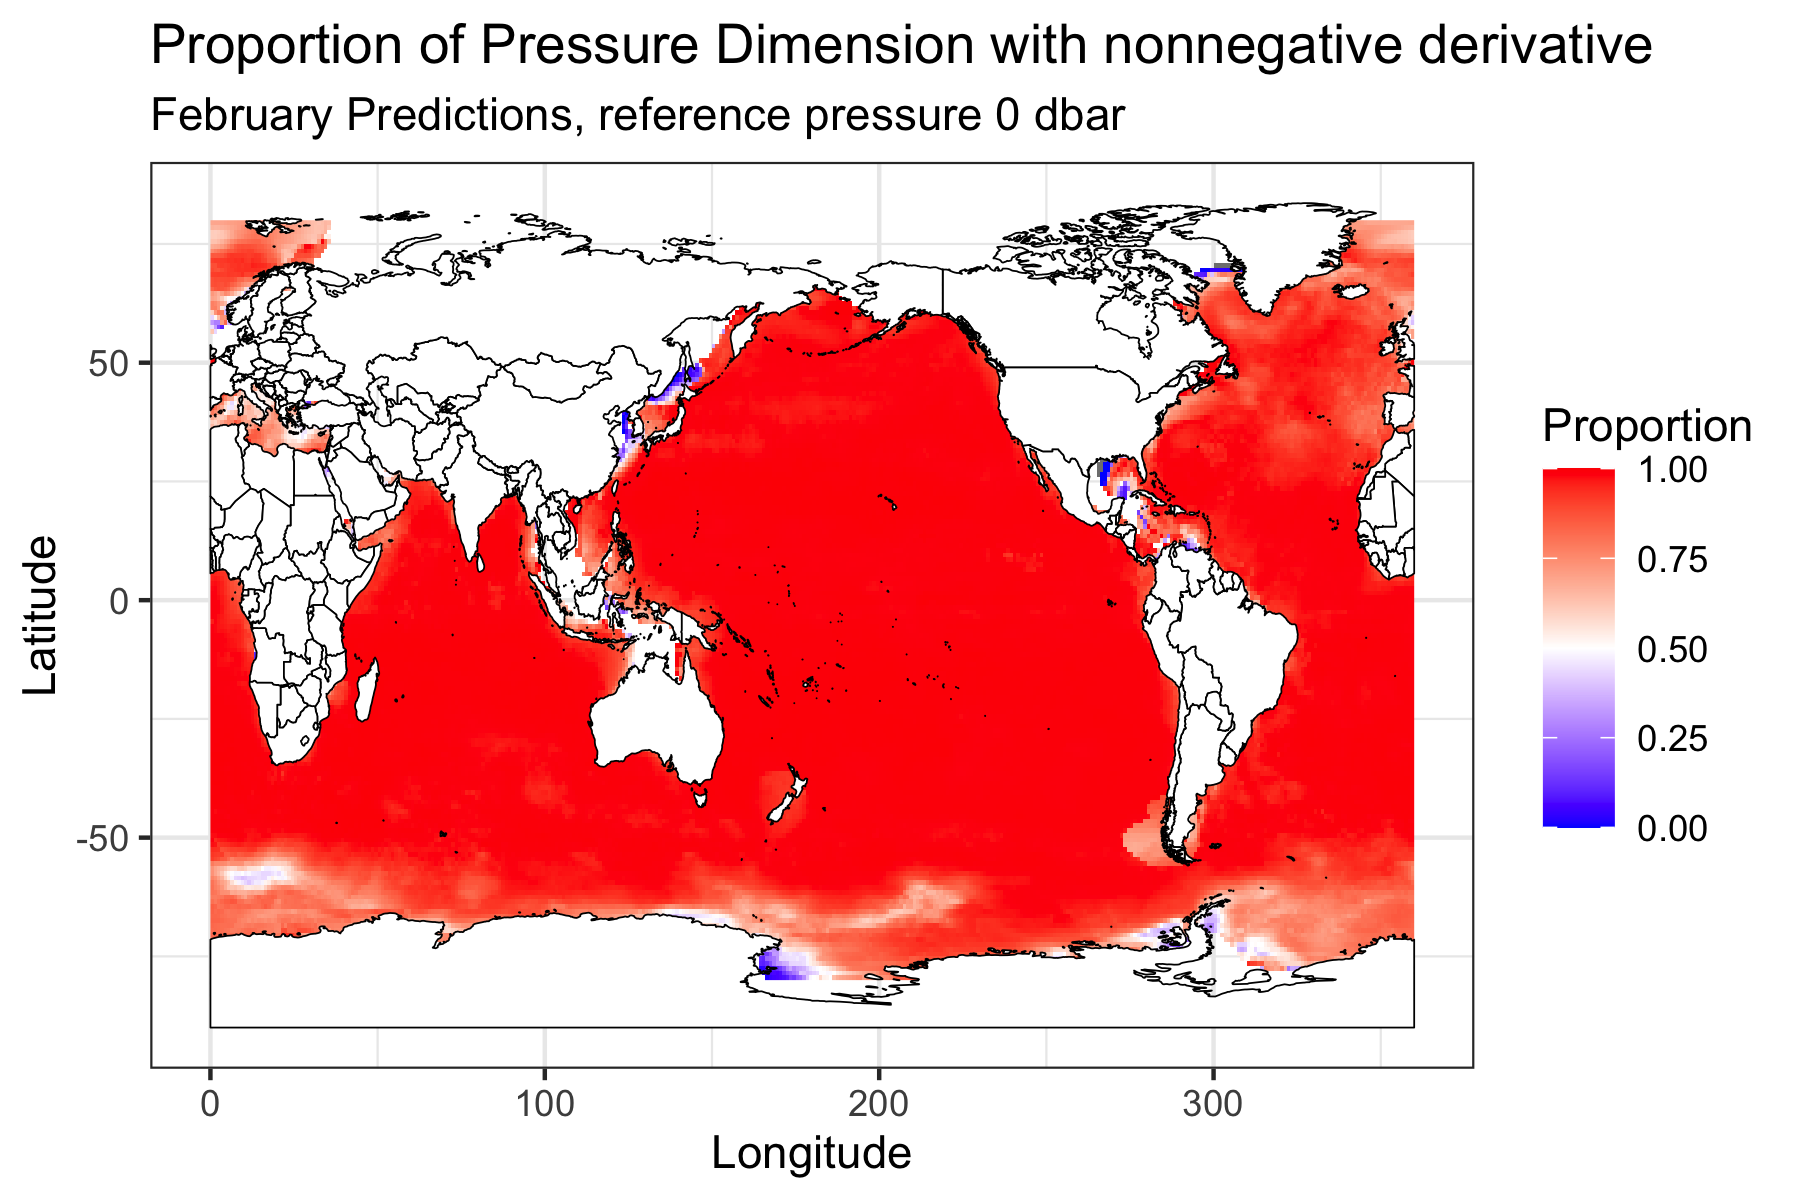 Proportion of Pressure Dimension with nonnegative derivative
February Predictions, reference pressure 0 dbar
Proportion
1.00
0.75
0.50
0.25
0.00
Latitude
50
0
-50
0
100
200
300
Longitude